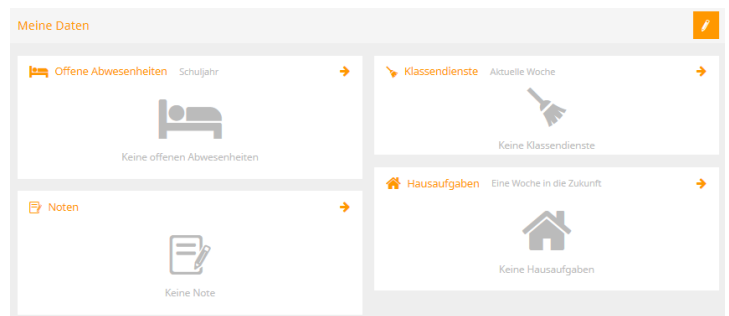 Meine Daten
Offene Abwesenheiten Schuljahr
Keine offenen Abwesenheiten
Klassendienste Aktuelle Woche
Keine Klassendienste
Noten
Keine Note
Hausaufgaben Eine Woche in die Zukunft
Keine Hausaufgaben